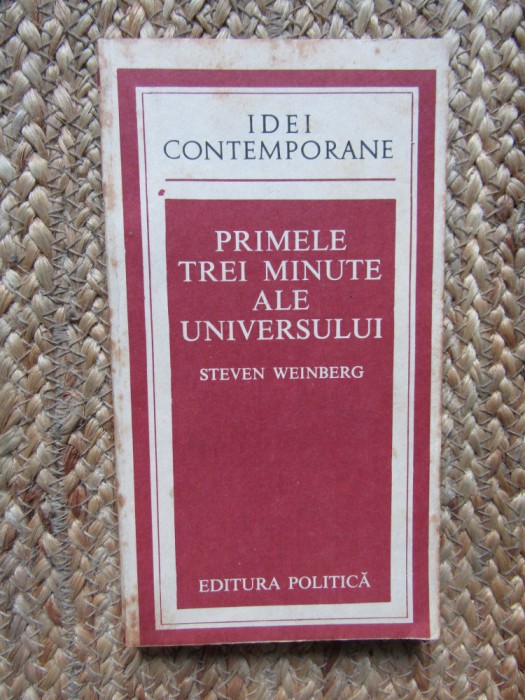 IDEI
CONTEMPORANE
PRIMELE
TREI MINUTE
ALE
UNIVERSULUI
STEVEN WEINBERG
EDITURA POLITICĂ